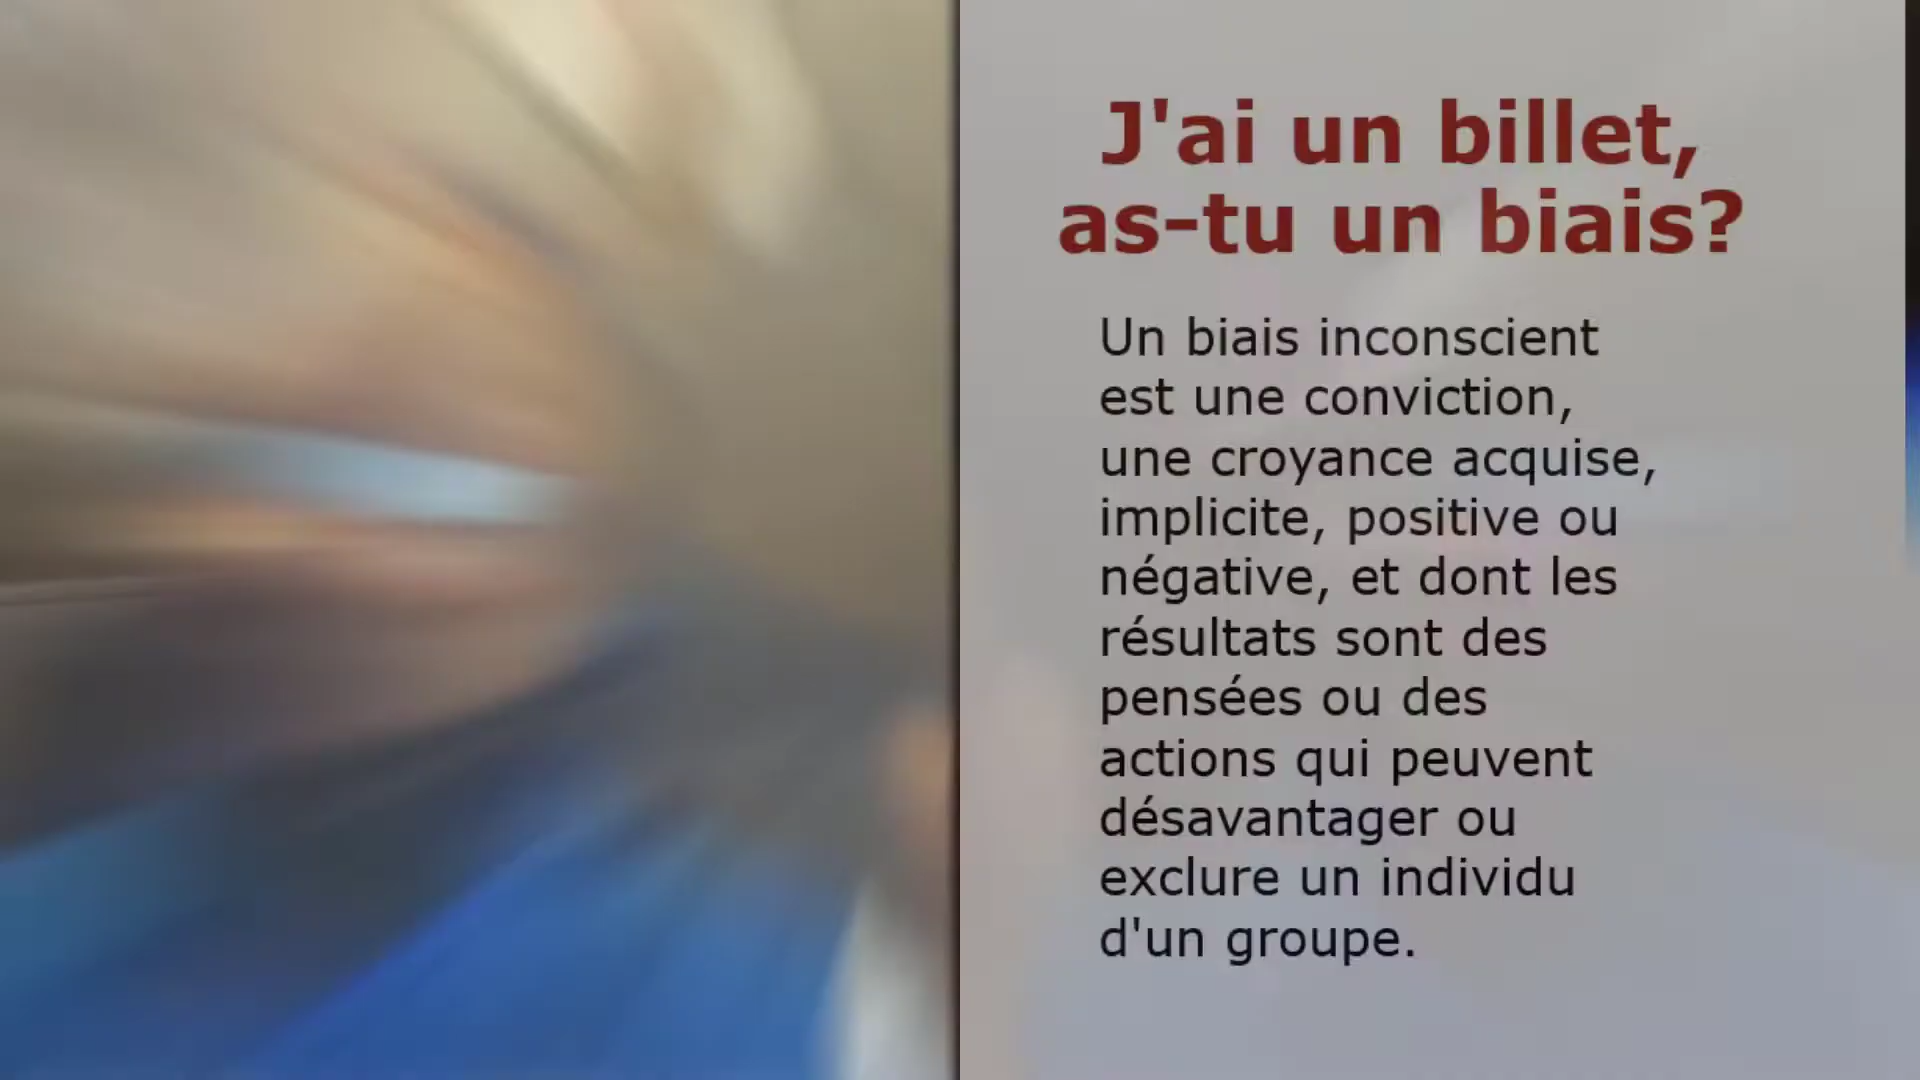 J'ai un billet,
as-tu un biais?
Un biais inconscient
est une conviction,
une croyance acquise,
implicite, positive ou
négative, et dont les
résultats sont des
pensées ou des
actions qui peuvent
désavantager ou
exclure un individu
d'un groupe.